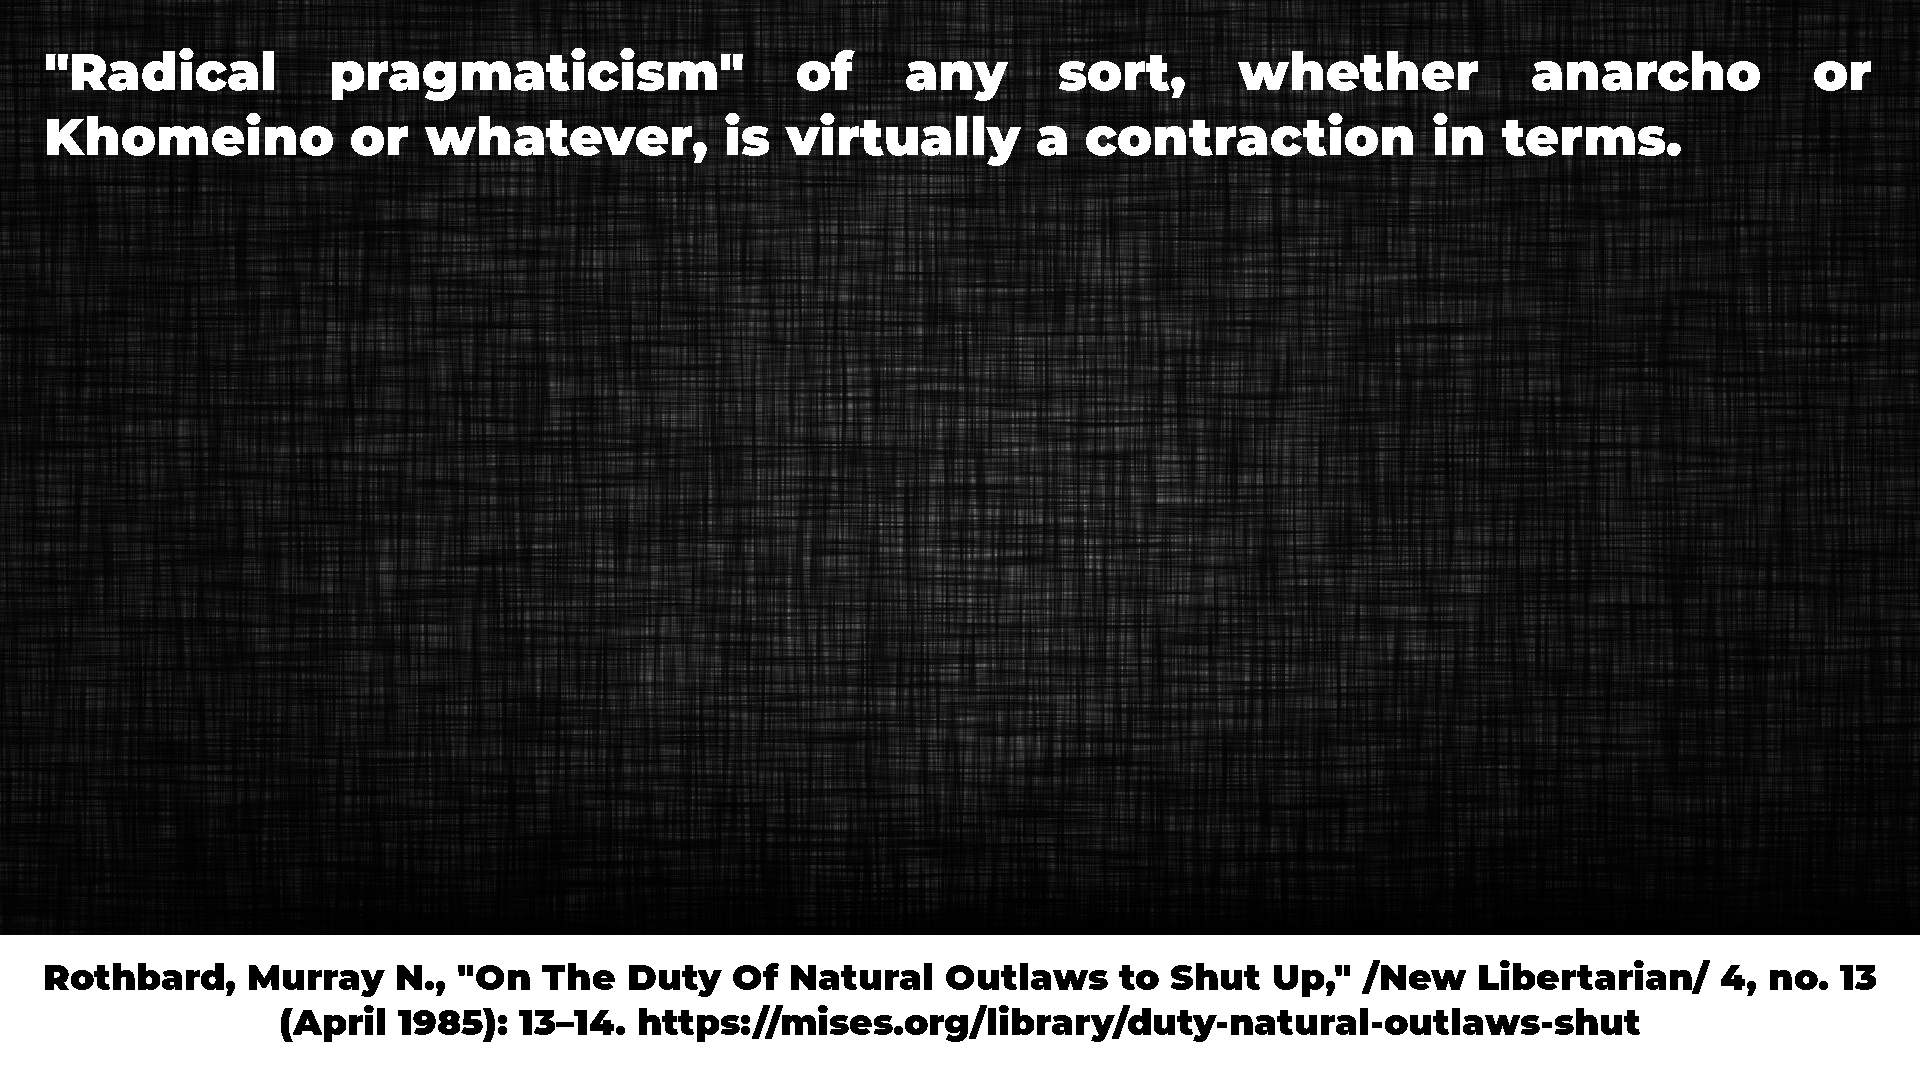 "Radical pragmaticism" of any sort, whether anarcho or
Khomeino or whatever, is virtually a contraction in terms.
Rothbard, Murray N., "On The Duty Of Natural Outlaws to Shut Up," /New Libertarian/ 4, no. 13
(April 1985): 13–14. https://mises.org/library/duty-natural-outlaws-shut